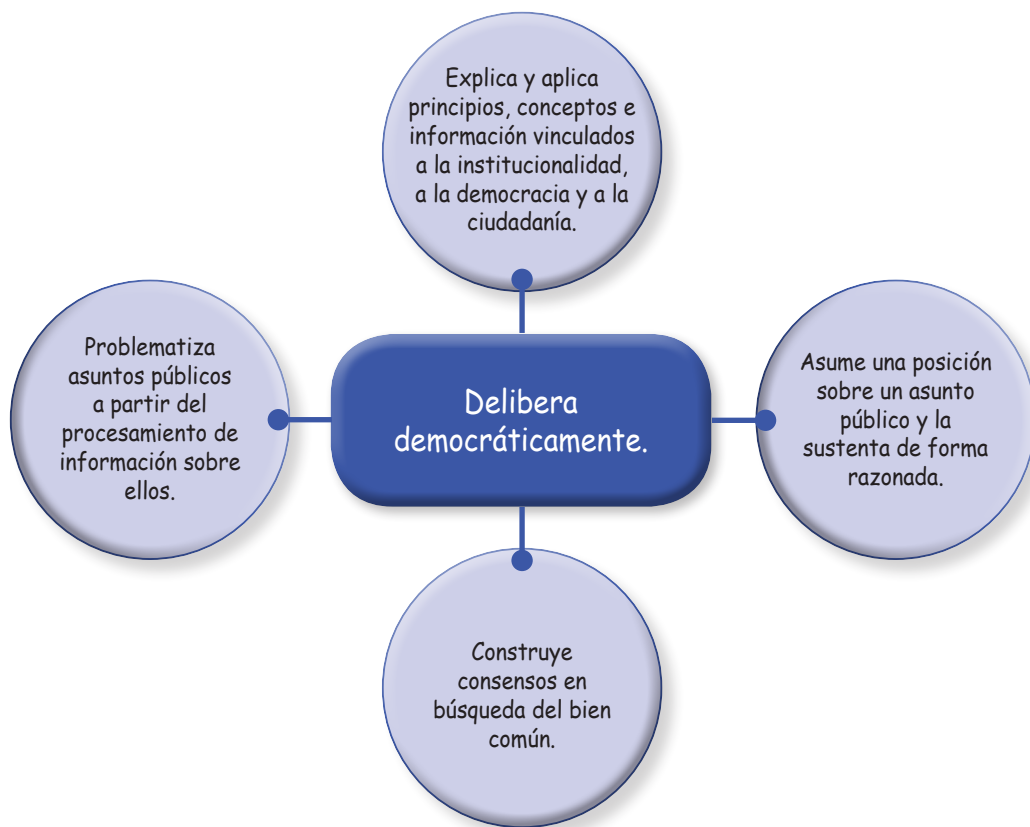 Explica y aplica
principios, conceptos e
información vinculados
a la institucionalidad,
a la democracia y a la
ciudadanía.
Problematiza
asuntos públicos
a partir del
procesamiento de
información sobre
ellos.
Delibera
democráticamente.
Asume una posición
sobre un asunto
público y la
sustenta de forma
razonada.
Construye
consensos en
búsqueda del bien
común.